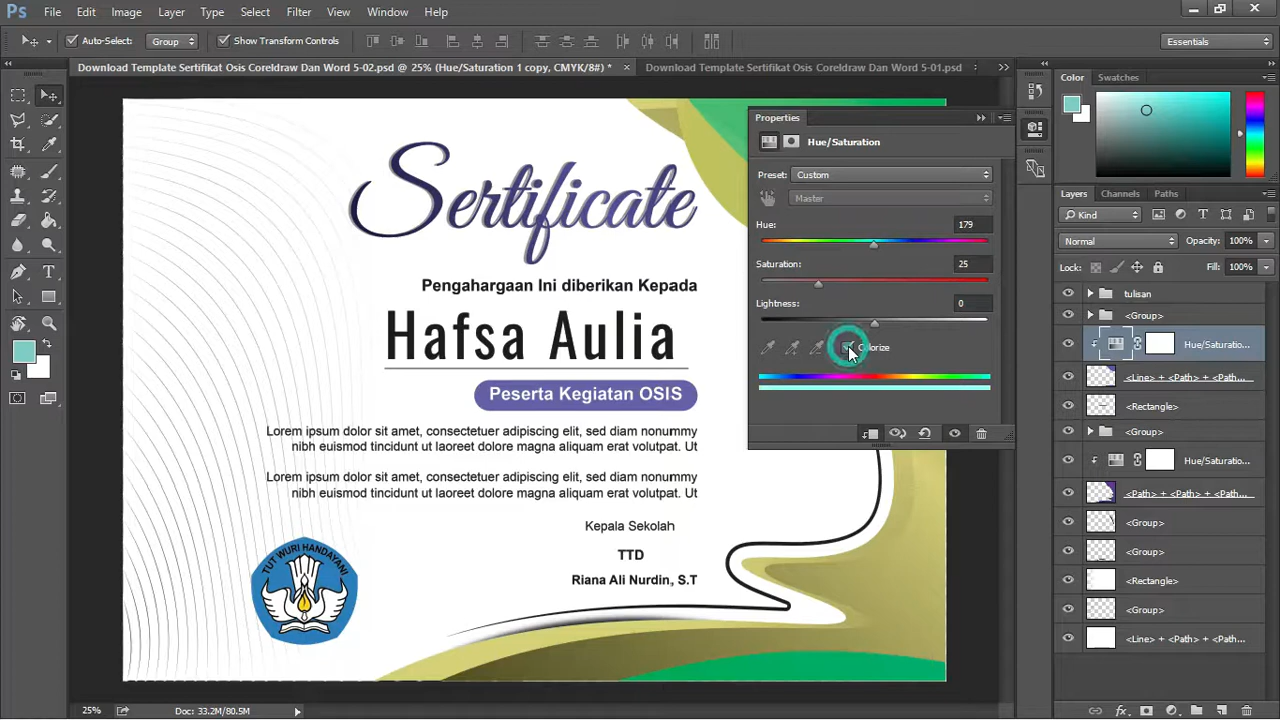 Ps File Edit Image Layer Type Select Filter View Window Help
Auto-Select: Group Show Transform Controls Essentials
Download Template Sertifikat Osis Coreldraw Dan Word 5-02.psd @ 25% (Hue/Saturation 1 copy, CMYK/8#) * × Download Template Sertifikat Osis Coreldraw Dan Word 5-01.psd
Color Swatches
Properties
Hue/Saturation
Preset: Custom
Master
Hue: 179
Saturation: 25
Lightness: 0
Colorize
Sertificate
Pengahargaan Ini diberikan Kepada
Hafsa Aulia
Peserta Kegiatan OSIS
Lorem ipsum dolor sit amet, consectetuer adipiscing elit, sed diam nonummy
nibh euismod tincidunt ut laoreet dolore magna aliquam erat volutpat. Ut
Lorem ipsum dolor sit amet, consectetuer adipiscing elit, sed diam nonummy
nibh euismod tincidunt ut laoreet dolore magna aliquam erat volutpat. Ut
Kepala Sekolah
TTD
Riana Ali Nurdin, S.T
TUT WURI HANDAYANI
Layers Channels Paths
Kind
Normal Opacity: 100%
Lock: Fill: 100%
tulisan
<Group>
Hue/Saturatio...
<Line> + <Path> + <Path...
<Rectangle>
<Group>
Hue/Saturatio...
<Path> + <Path> + <Path...
<Group>
<Group>
<Rectangle>
<Group>
<Line> + <Path> + <Path...
25% Doc: 33.2M/80.5M